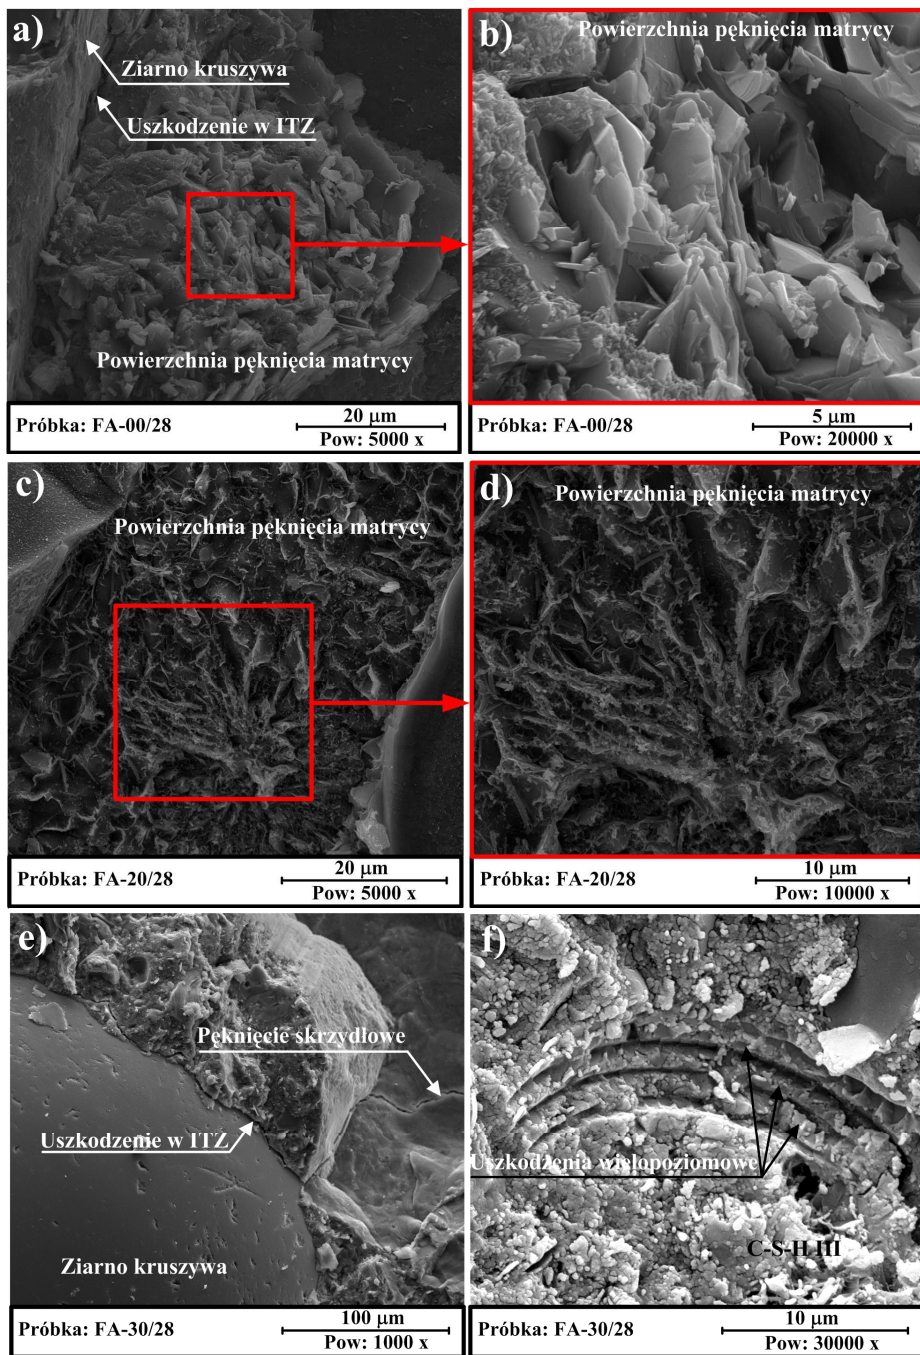 a)
Ziarno kruszywa
Uszkodzenie w ITZ
Powierzchnia pęknięcia matrycy
Próbka: FA-00/28
20 μm
Pow: 5000 x
b)
Powierzchnia pęknięcia matrycy
Próbka: FA-00/28
5 μm
Pow: 20000 x
c)
Powierzchnia pęknięcia matrycy
Próbka: FA-20/28
20 μm
Pow: 5000 x
d)
Powierzchnia pęknięcia matrycy
Próbka: FA-20/28
10 μm
Pow: 10000 x
e)
Pęknięcie skrzydłowe
Uszkodzenie w ITZ
Ziarno kruszywa
Próbka: FA-30/28
100 μm
Pow: 1000 x
f)
Uszkodzenia wielopoziomowe
C-S-H III
Próbka: FA-30/28
10 μm
Pow: 30000 x